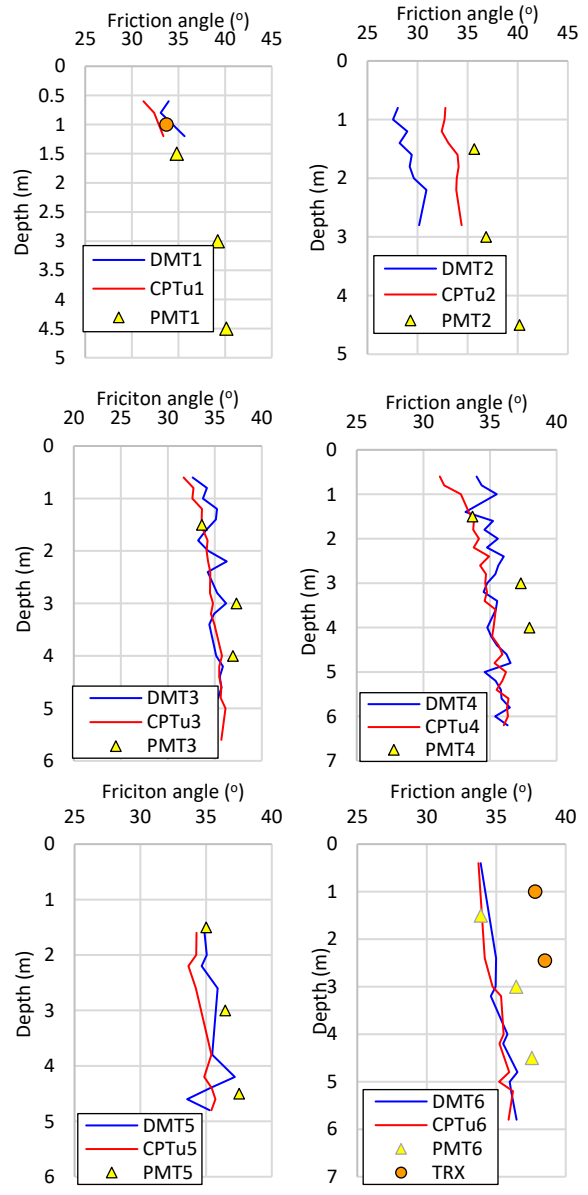 Friction angle (º)
25 30 35 40 45
0
0.5
1
1.5
2
2.5
3
3.5
4
4.5
5
Depth (m)
DMT1
CPTu1
PMT1
Friction angle (º)
25 30 35 40 45
0
1
2
3
4
5
Depth (m)
DMT2
CPTu2
PMT2
Friciton angle (º)
20 25 30 35 40
0
1
2
3
4
5
6
Depth (m)
DMT3
CPTu3
PMT3
Friction angle (º)
25 30 35 40
0
1
2
3
4
5
6
7
Depth (m)
DMT4
CPTu4
PMT4
Friction angle (º)
25 30 35 40
0
1
2
3
4
5
6
Depth (m)
DMT5
CPTu5
PMT5
Friction angle (º)
25 30 35 40
0
1
2
3
4
5
6
7
Depth (m)
DMT6
CPTu6
PMT6
TRX